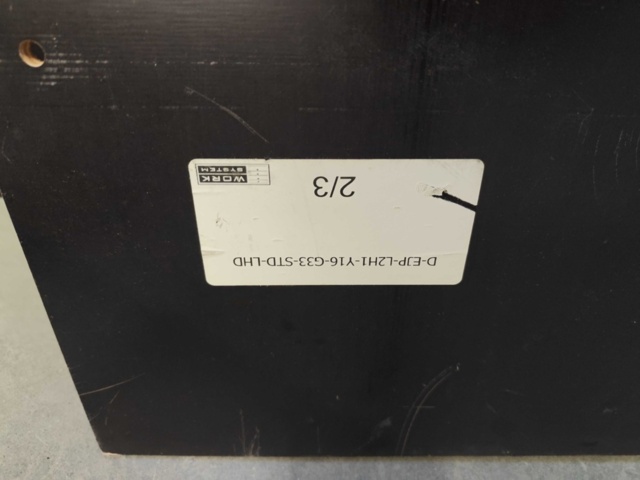 D-EJP-L2H1-Y16-G33-STD-LHD
2/3
WORK
SYSTEM